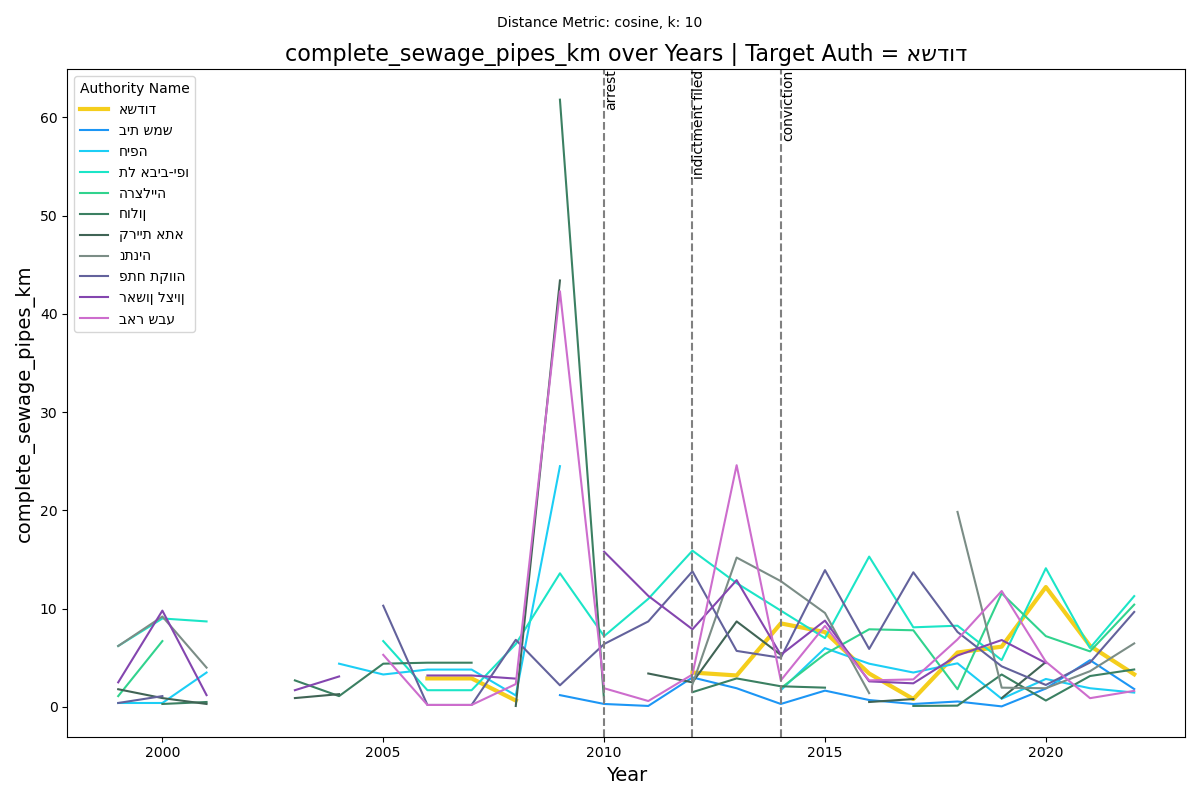 Distance Metric: cosine, k: 10
complete_sewage_pipes_km over Years | Target Auth = אשדוד
Authority Name
אשדוד
בית שמש
חיפה
תל אביב-יפו
הרצלייה
חולון
קריית אתא
נתניה
פתח תקווה
ראשון לציון
באר שבע
arrest
indictment filed
conviction
complete_sewage_pipes_km
60
50
40
30
20
10
0
2000 2005 2010 2015 2020
Year